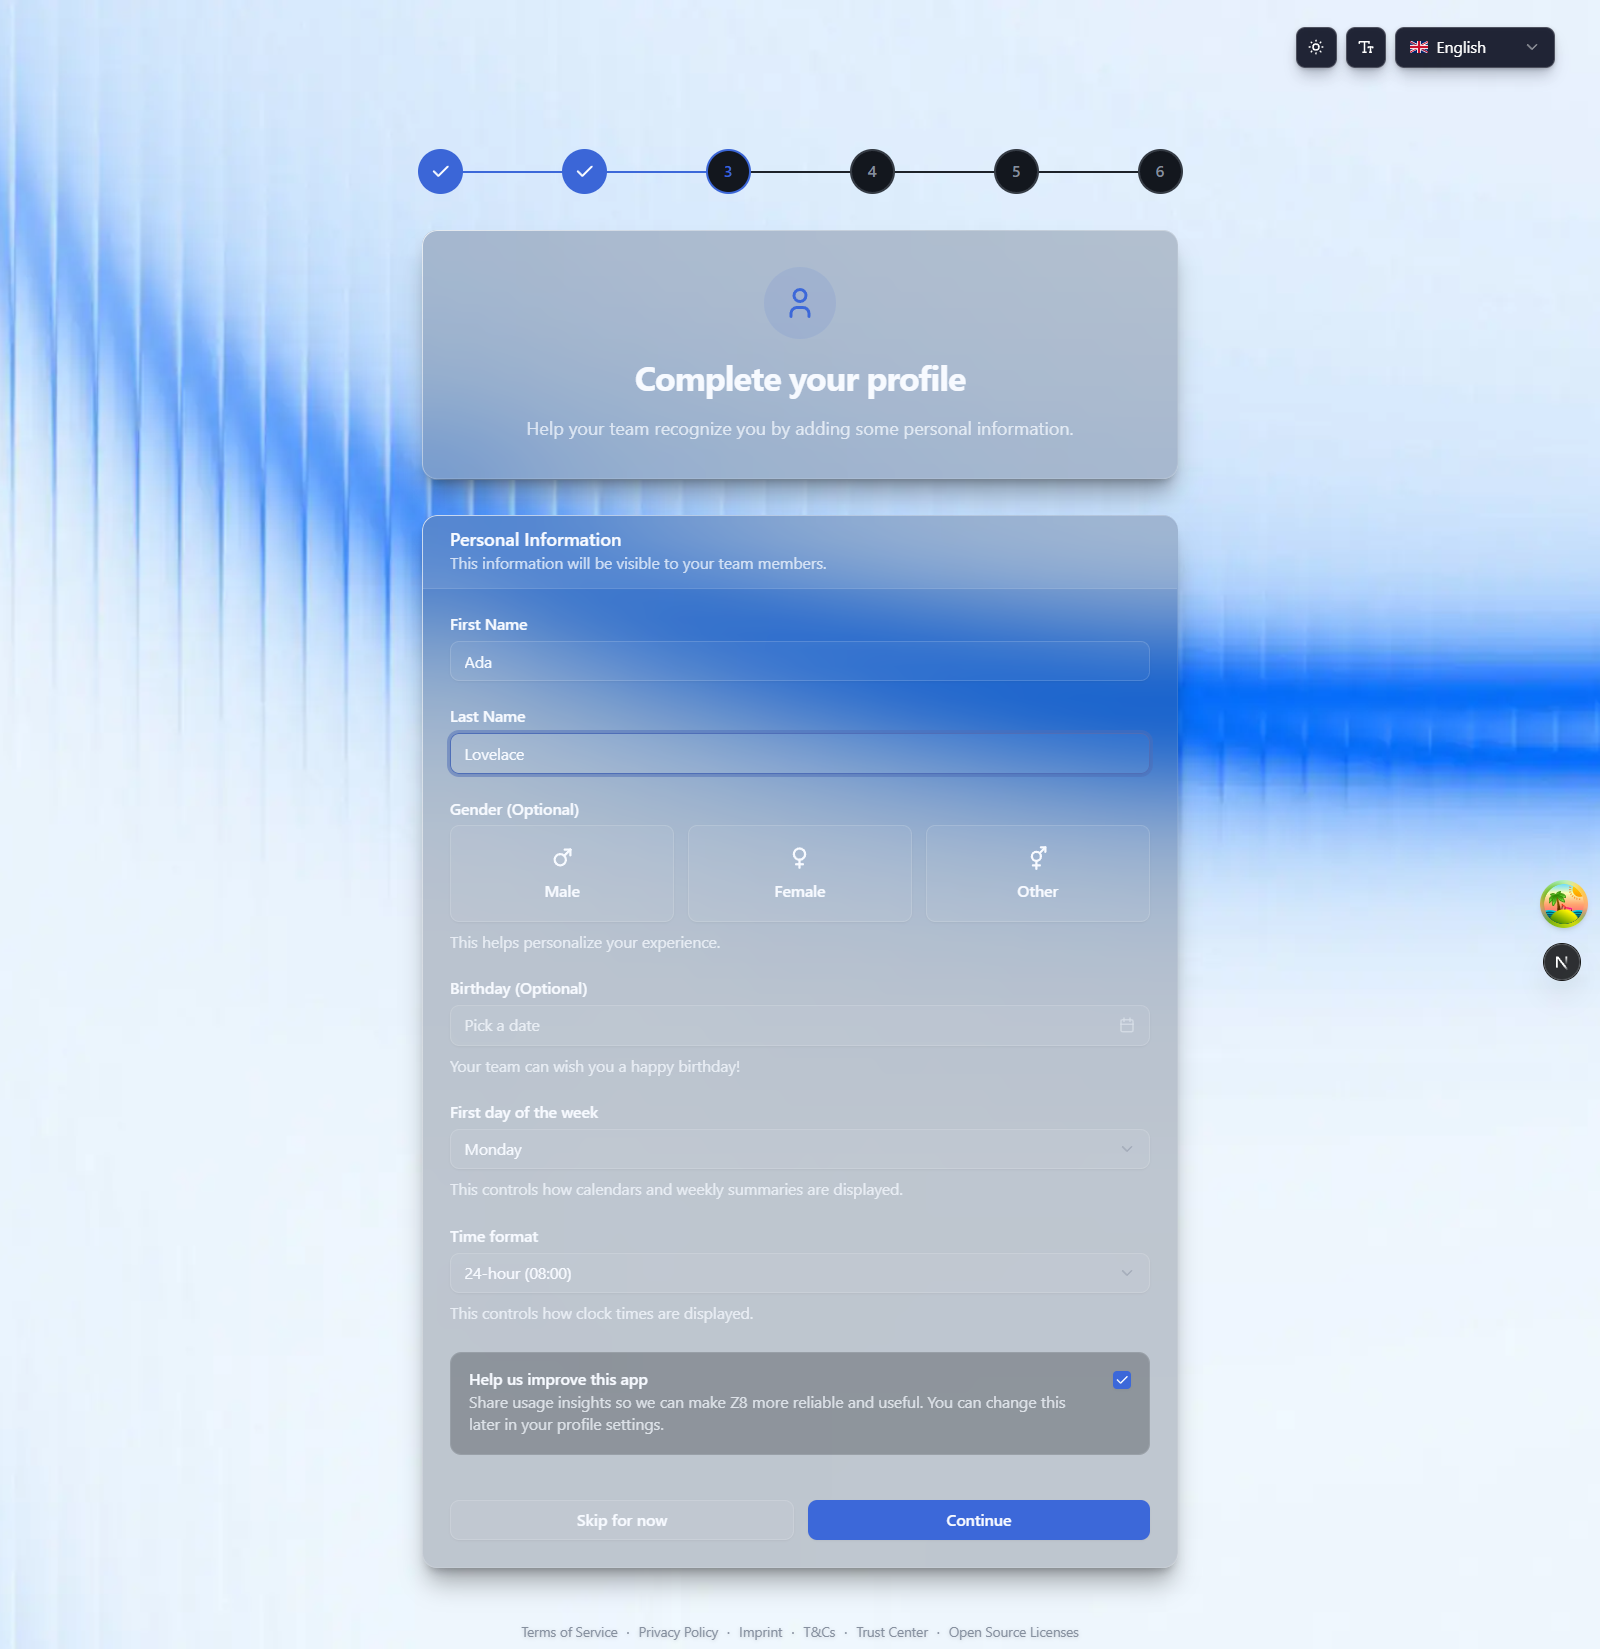 English
3
4
5
6
Complete your profile
Help your team recognize you by adding some personal information.
Personal Information
This information will be visible to your team members.
First Name
Ada
Last Name
Lovelace
Gender (Optional)
Male
Female
Other
This helps personalize your experience.
Birthday (Optional)
Pick a date
Your team can wish you a happy birthday!
First day of the week
Monday
This controls how calendars and weekly summaries are displayed.
Time format
24-hour (08:00)
This controls how clock times are displayed.
Help us improve this app
Share usage insights so we can make Z8 more reliable and useful. You can change this
later in your profile settings.
Skip for now
Continue
Terms of Service · Privacy Policy · Imprint · T&Cs · Trust Center · Open Source Licenses